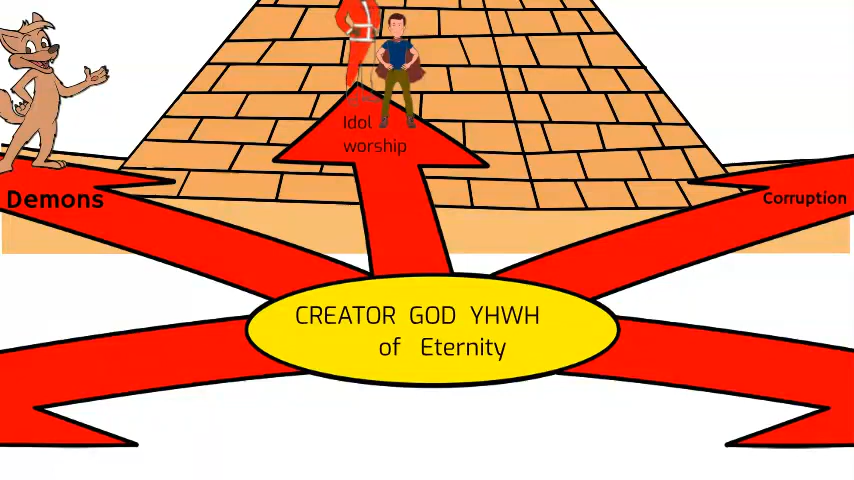 Idol
worship
Demons
Corruption
CREATOR GOD YHWH
of Eternity